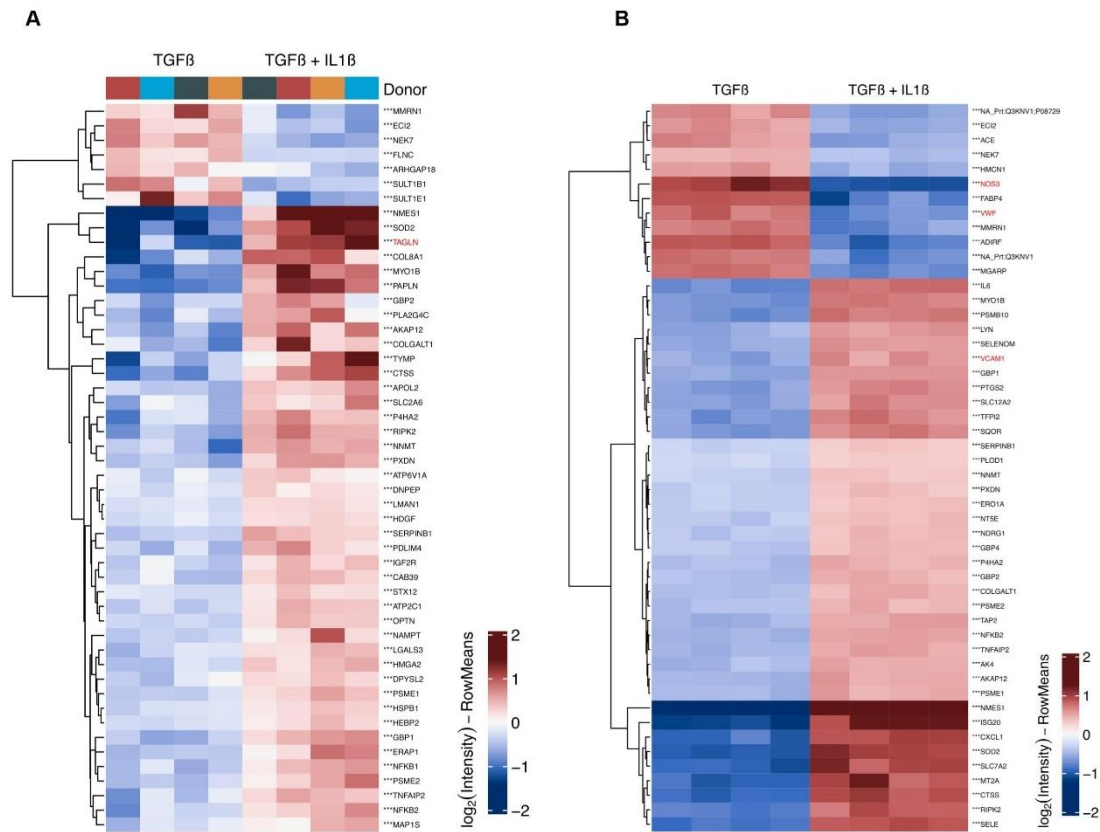 A
TGFß
TGFß + IL1ß
Donor
***MMRN1
***ECI2
***NEK7
***FLNC
***ARHGAP18
***SULT1B1
***SULT1E1
***NMES1
***SOD2
***TAGLN
***COL8A1
***MYO1B
***PAPLN
***GBP2
***PLA2G4C
***AKAP12
***COLGALT1
***TYMP
***CTSS
***APOL2
***SLC2A6
***P4HA2
***RIPK2
***NNMT
***PXDN
***ATP6V1A
***DNPEP
***LMAN1
***HDGF
***SERPINB1
***PDLIM4
***IGF2R
***CAB39
***STX12
***ATP2C1
***OPTN
***NAMPT
***LGALS3
***HMGA2
***DPYSL2
***PSME1
***HSPB1
***HEBP2
***GBP1
***ERAP1
***NFKB1
***PSME2
***TNFAIP2
***NFKB2
***MAP1S
2
1
0
-1
-2
log2(Intensity) – RowMeans
B
TGFß
TGFß + IL1ß
***NA_Prt:Q3KNV1;P08729
***ECI2
***ACE
***NEK7
***HMCN1
***NOS3
***FABP4
***VWF
***MMRN1
***ADIRF
***NA_Prt:Q3KNV1
***MGARP
***IL6
***MYO1B
***PSMB10
***LYN
***SELENOM
***VCAM1
***GBP1
***PTGS2
***SLC12A2
***TFPI2
***SQOR
***SERPINB1
***PLOD1
***NNMT
***PXDN
***ERO1A
***NT5E
***NDRG1
***GBP4
***P4HA2
***GBP2
***COLGALT1
***PSME2
***TAP2
***NFKB2
***TNFAIP2
***AK4
***AKAP12
***PSME1
***NMES1
***ISG20
***CXCL1
***SOD2
***SLC7A2
***MT2A
***CTSS
***RIPK2
***SELE
2
1
0
-1
-2
log2(Intensity) – RowMeans